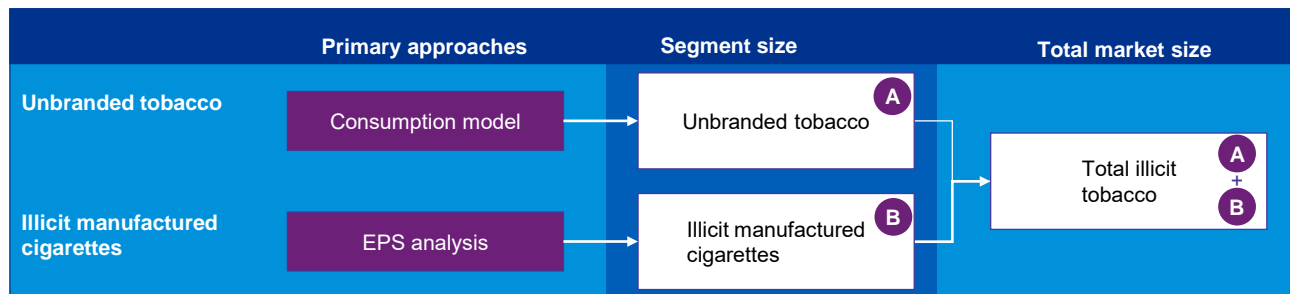 Primary approaches
Segment size
Total market size
Unbranded tobacco
Consumption model
Unbranded tobacco
A
Illicit manufactured
cigarettes
EPS analysis
Illicit manufactured
cigarettes
B
Total illicit
tobacco
A
+
B